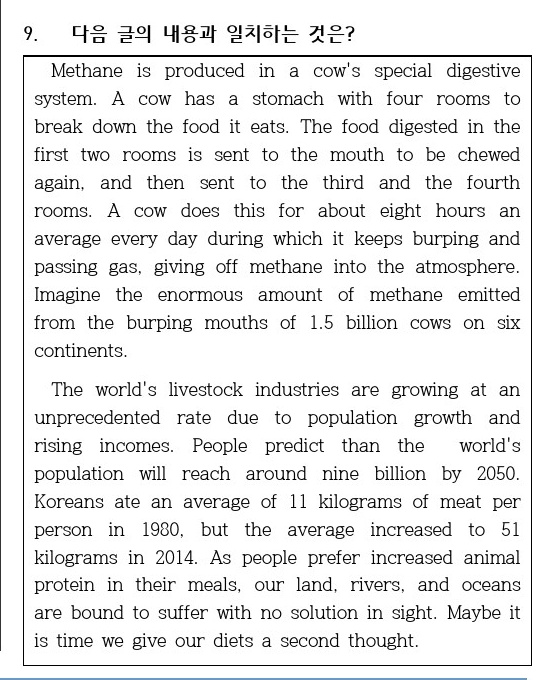 9. 다음 글의 내용과 일치하는 것은?
Methane is produced in a cow's special digestive
system. A cow has a stomach with four rooms to
break down the food it eats. The food digested in the
first two rooms is sent to the mouth to be chewed
again, and then sent to the third and the fourth
rooms. A cow does this for about eight hours an
average every day during which it keeps burping and
passing gas, giving off methane into the atmosphere.
Imagine the enormous amount of methane emitted
from the burping mouths of 1.5 billion cows on six
continents.
The world's livestock industries are growing at an
unprecedented rate due to population growth and
rising incomes. People predict than the world's
population will reach around nine billion by 2050.
Koreans ate an average of 11 kilograms of meat per
person in 1980, but the average increased to 51
kilograms in 2014. As people prefer increased animal
protein in their meals, our land, rivers, and oceans
are bound to suffer with no solution in sight. Maybe it
is time we give our diets a second thought.